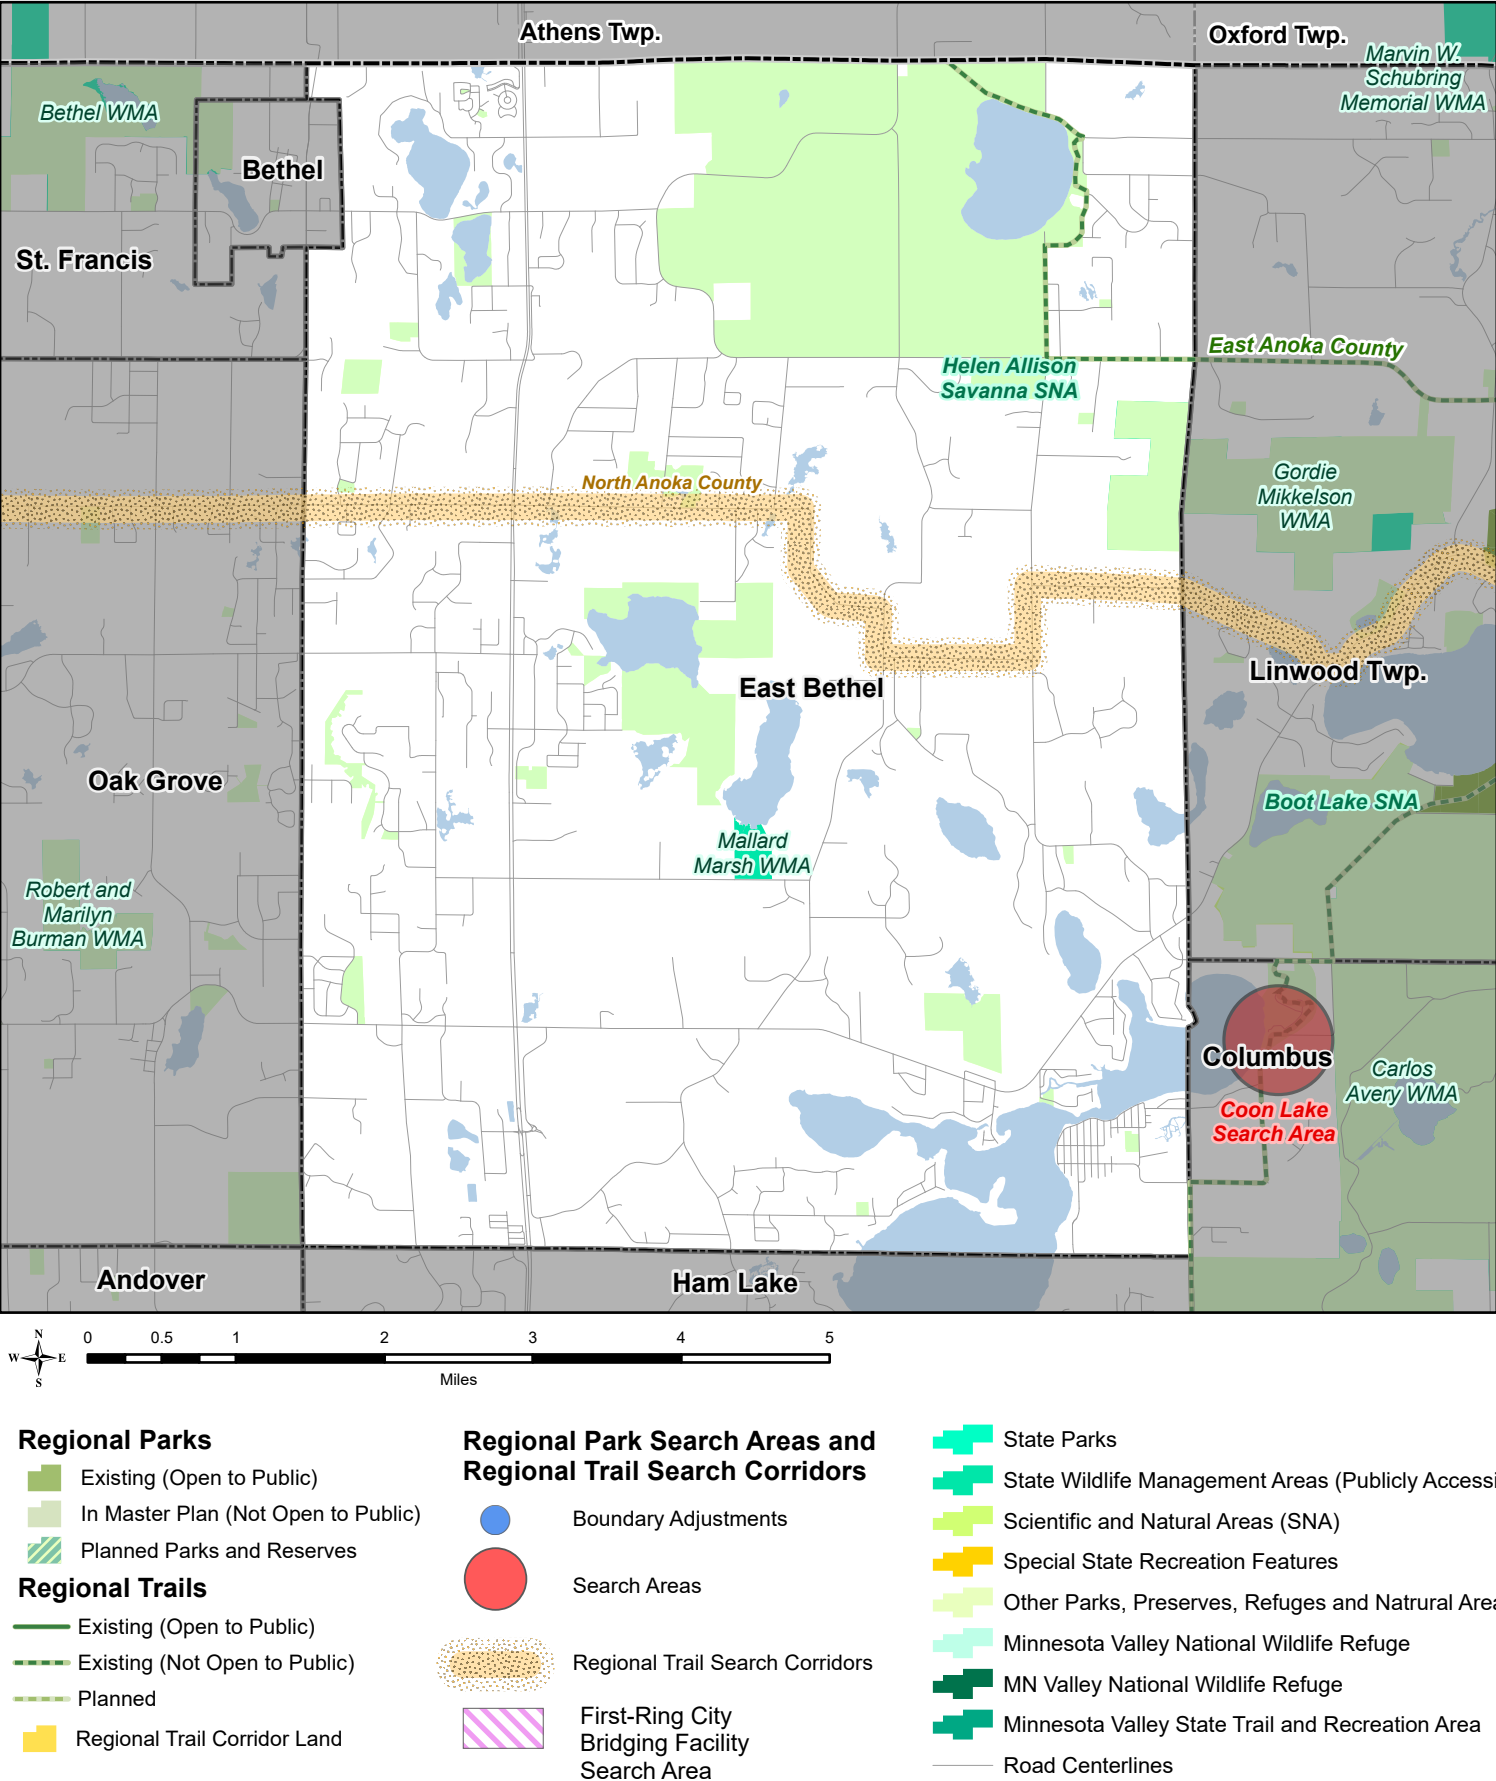 Athens Twp.
Oxford Twp.
Marvin W.
Schubring
Memorial WMA
Bethel WMA
Bethel
St. Francis
East Anoka County
Helen Allison
Savanna SNA
North Anoka County
Gordie
Mikkelson
WMA
East Bethel
Linwood Twp.
Oak Grove
Boot Lake SNA
Mallard
Marsh WMA
Robert and
Marilyn
Burman WMA
Columbus
Carlos
Avery WMA
Coon Lake
Search Area
Andover
Ham Lake
N
W E
S
0 0.5 1 2 3 4 5
Miles
Regional Parks
Existing (Open to Public)
In Master Plan (Not Open to Public)
Planned Parks and Reserves
Regional Trails
Existing (Open to Public)
Existing (Not Open to Public)
Planned
Regional Trail Corridor Land
Regional Park Search Areas and
Regional Trail Search Corridors
Boundary Adjustments
Search Areas
Regional Trail Search Corridors
First-Ring City
Bridging Facility
Search Area
State Parks
State Wildlife Management Areas (Publicly Accessi
Scientific and Natural Areas (SNA)
Special State Recreation Features
Other Parks, Preserves, Refuges and Natrural Area
Minnesota Valley National Wildlife Refuge
MN Valley National Wildlife Refuge
Minnesota Valley State Trail and Recreation Area
Road Centerlines